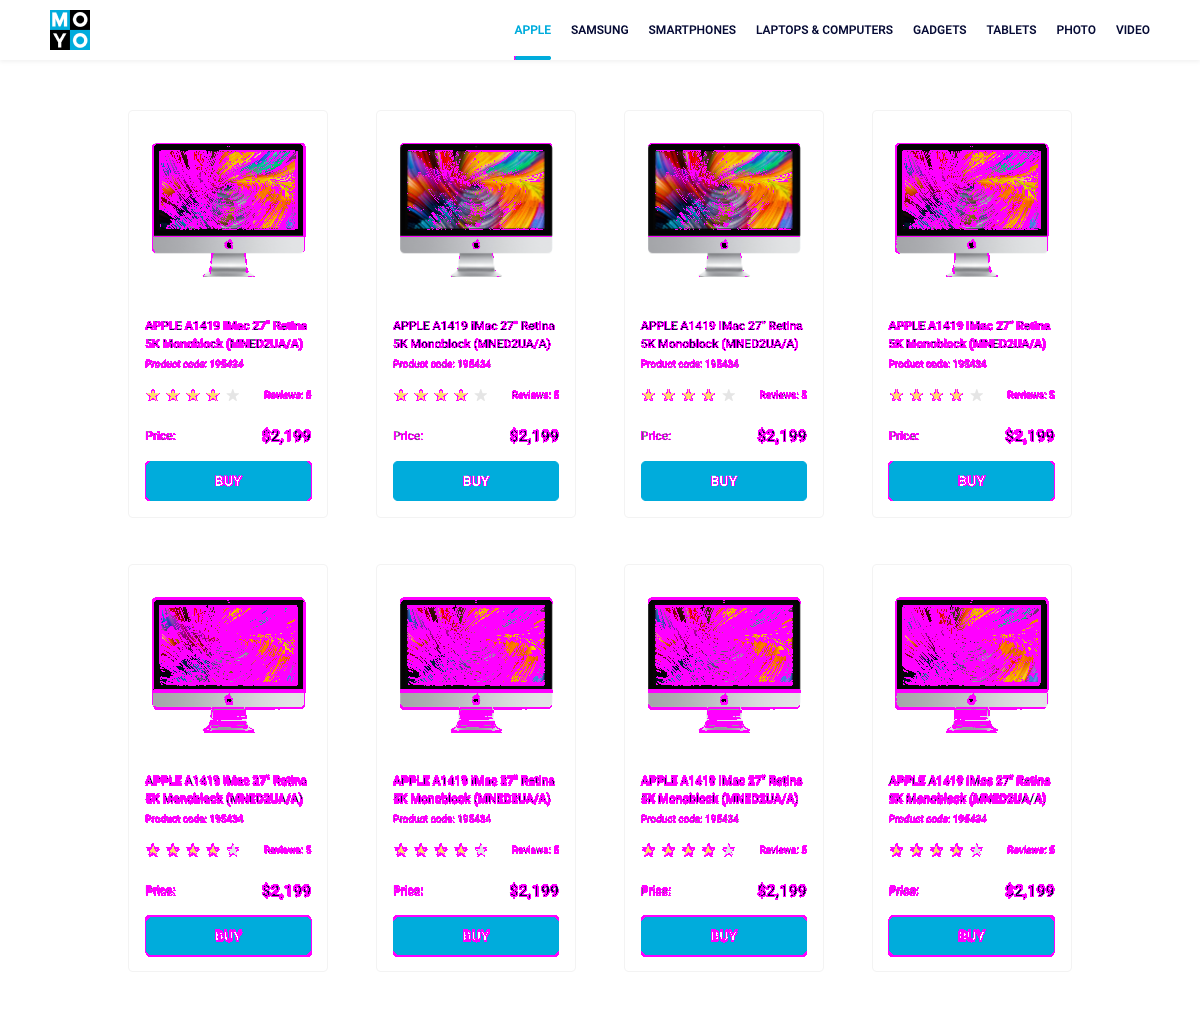 MO
YO
APPLE SAMSUNG SMARTPHONES LAPTOPS & COMPUTERS GADGETS TABLETS PHOTO VIDEO
APPLE A1419 iMac 27" Retina
5K Monoblock (MNED2UA/A)
Product code: 195434
Reviews: 5
Price: $2,199
BUY
APPLE A1419 iMac 27" Retina
5K Monoblock (MNED2UA/A)
Product code: 195434
Reviews: 5
Price: $2,199
BUY
APPLE A1419 iMac 27" Retina
5K Monoblock (MNED2UA/A)
Product code: 195434
Reviews: 5
Price: $2,199
BUY
APPLE A1419 iMac 27" Retina
5K Monoblock (MNED2UA/A)
Product code: 195434
Reviews: 5
Price: $2,199
BUY
APPLE A1419 iMac 27" Retina
5K Monoblock (MNED2UA/A)
Product code: 195434
Reviews: 5
Price: $2,199
BUY
APPLE A1419 iMac 27" Retina
5K Monoblock (MNED2UA/A)
Product code: 195434
Reviews: 5
Price: $2,199
BUY
APPLE A1419 iMac 27" Retina
5K Monoblock (MNED2UA/A)
Product code: 195434
Reviews: 5
Price: $2,199
BUY
APPLE A1419 iMac 27" Retina
5K Monoblock (MNED2UA/A)
Product code: 195434
Reviews: 5
Price: $2,199
BUY